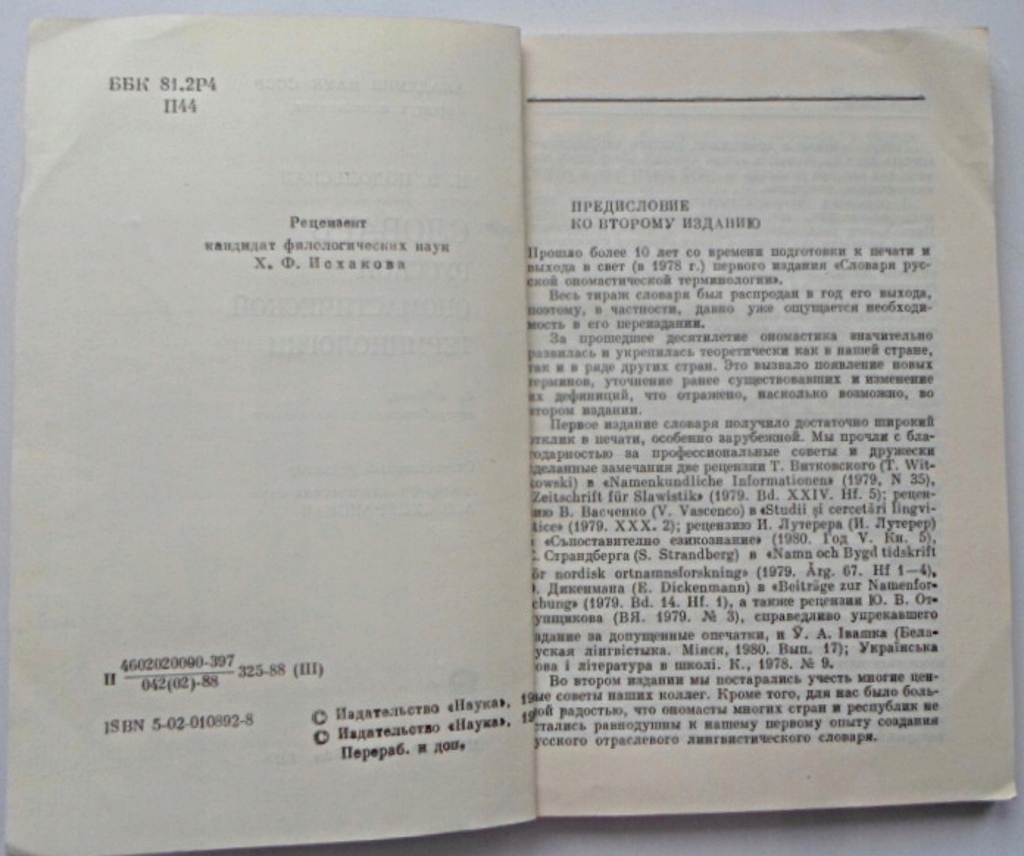 ББК 81.2Р4
П44
Рецензент
кандидат филологических наук
Х. Ф. Исхакова
П 4602020000-397
042(02)-88 325-88 (III)
ISBN 5-02-010892-8
© Издательство «Наука», 19
© Издательство «Наука», 19
Перераб. и доп.
ПРЕДИСЛОВИЕ
КО ВТОРОМУ ИЗДАНИЮ
Прошло более 10 лет со времени подготовки к печати и
выхода в свет (в 1978 г.) первого издания «Словаря рус-
ской ономастической терминологии».
Весь тираж словаря был распродан в год его выхода,
поэтому, в частности, давно уже ощущается необходи-
мость в его переиздании.
За прошедшее десятилетие ономастика значительно
развилась и укрепилась теоретически как в нашей стране,
так и в ряде других стран. Это вызвало появление новых
терминов, уточнение ранее существовавших и изменение
их дефиниций, что отражено, насколько возможно, во
втором издании.
Первое издание словаря получило достаточно широкий
отклик в печати, особенно зарубежной. Мы прочли с бла-
годарностью за профессиональные советы и дружески
сделанные замечания две рецензии Т. Витковского (T. Wit-
kowski) в «Namenkundliche Informationen» (1979, N 35),
Zeitschrift für Slawistik» (1979. Bd. XXIV. Hf. 5); рецен-
зию В. Васченко (V. Vascenco) в «Studii și cercetări lingvi-
stice» (1979. XXX. 2); рецензию И. Лутерера (И. Лутерер)
в «Съпоставително езикознание» (1980. Год V. Кн. 5),
С. Страндберга (S. Strandberg) в «Namn och Bygd tidskrift
för nordisk ortnamnsforskning» (1979. Årg. 67. Hf 1—4),
Э. Дикенмана (E. Dickenmann) в «Beiträge zur Namenfor-
schung» (1979. Bd. 14. Hf. 1), а также рецензии Ю. В. От-
купщикова (ВЯ. 1979. № 3), справедливо упрекавшего
издание за допущенные опечатки, и Ў. А. Івашка (Бела-
руская лінгвістыка. Мінск, 1980. Вып. 17); Українська
мова і література в школі. К., 1978. № 9.
Во втором издании мы постарались учесть многие цен-
ные советы наших коллег. Кроме того, для нас было боль-
шой радостью, что ономасты многих стран и республик не
остались равнодушны к нашему первому опыту создания
русского отраслевого лингвистического словаря.